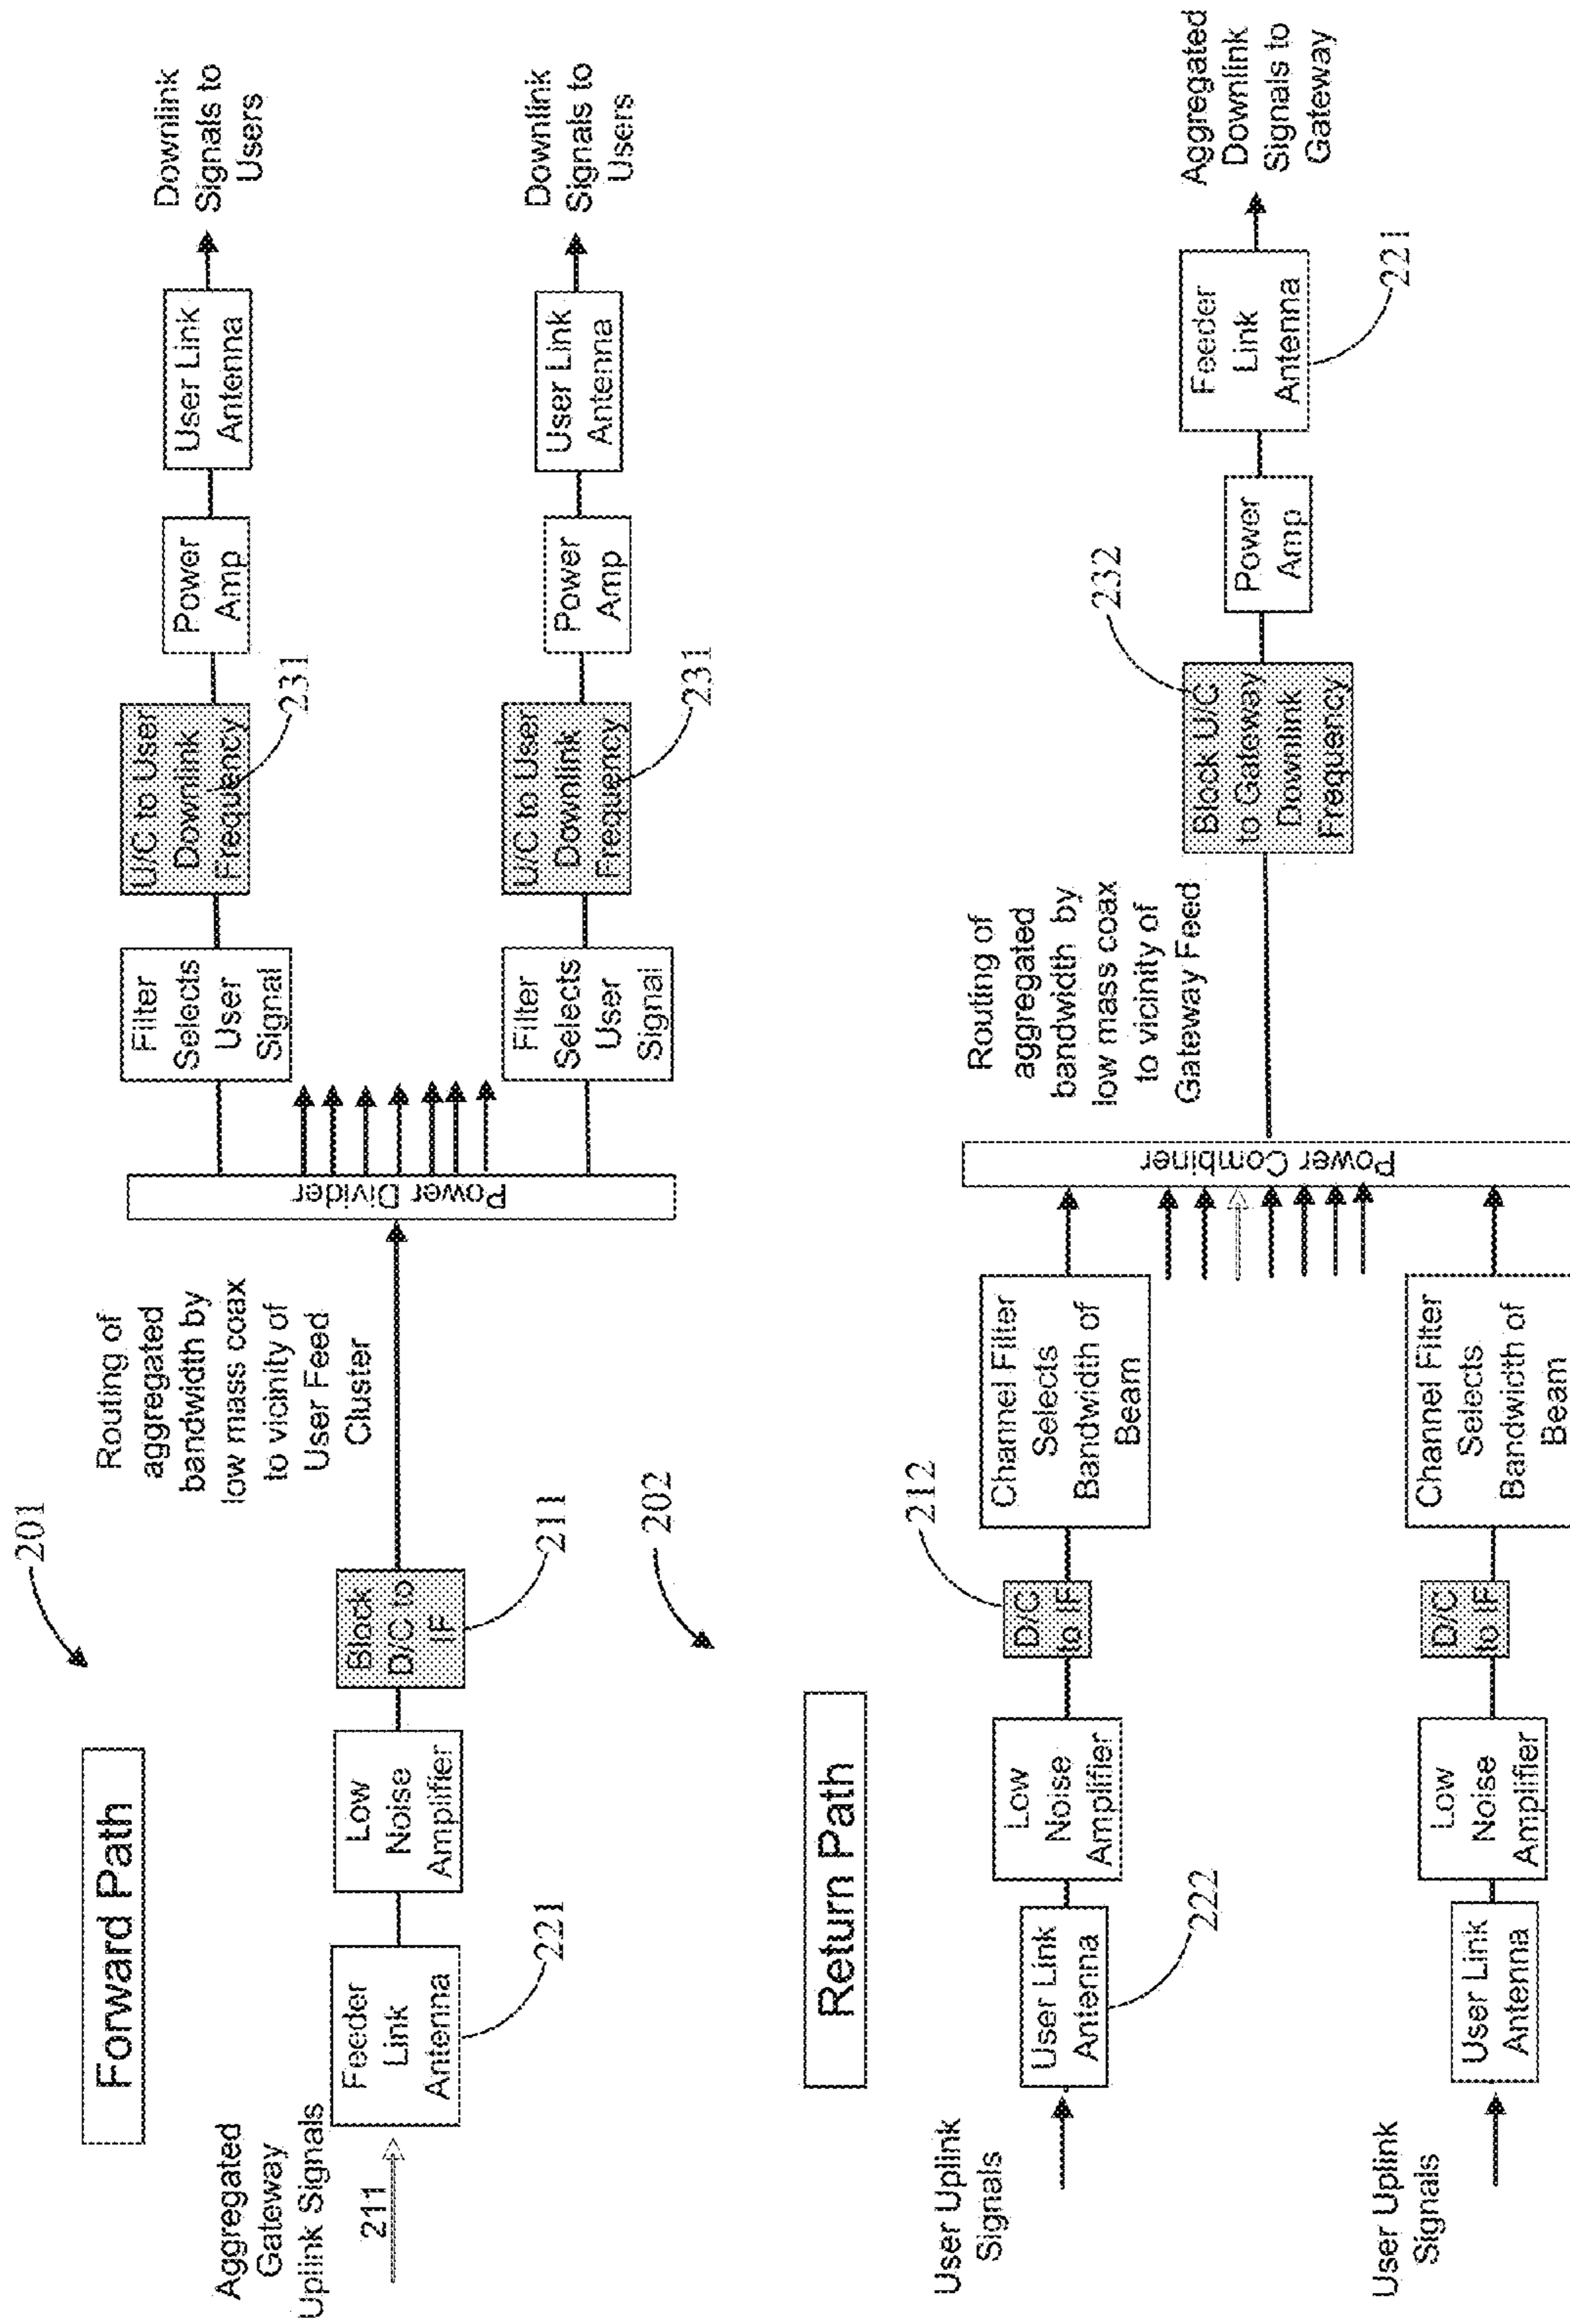 201
Forward Path
Aggregated
Gateway
Uplink Signals
211
Feeder
Link
Antenna
221
Low
Noise
Amplifier
Block
D/C to
IF
211
Routing of
aggregated
bandwidth by
low mass coax
to vicinity of
User Feed
Cluster
Power Divider
Filter
Selects
User
Signal
U/C to User
Downlink
Frequency
231
Power
Amp
User Link
Antenna
Downlink
Signals to
Users
Filter
Selects
User
Signal
U/C to User
Downlink
Frequency
231
Power
Amp
User Link
Antenna
Downlink
Signals to
Users
202
Return Path
User Uplink
Signals
User Link
Antenna
222
Low
Noise
Amplifier
D/C
to IF
212
Channel Filter
Selects
Bandwidth of
Beam
User Uplink
Signals
User Link
Antenna
Low
Noise
Amplifier
D/C
to IF
Channel Filter
Selects
Bandwidth of
Beam
Power Combiner
Routing of
aggregated
bandwidth by
low mass coax
to vicinity of
Gateway Feed
Block U/C
to Gateway
Downlink
Frequency
232
Power
Amp
Feeder
Link
Antenna
221
Aggregated
Downlink
Signals to
Gateway